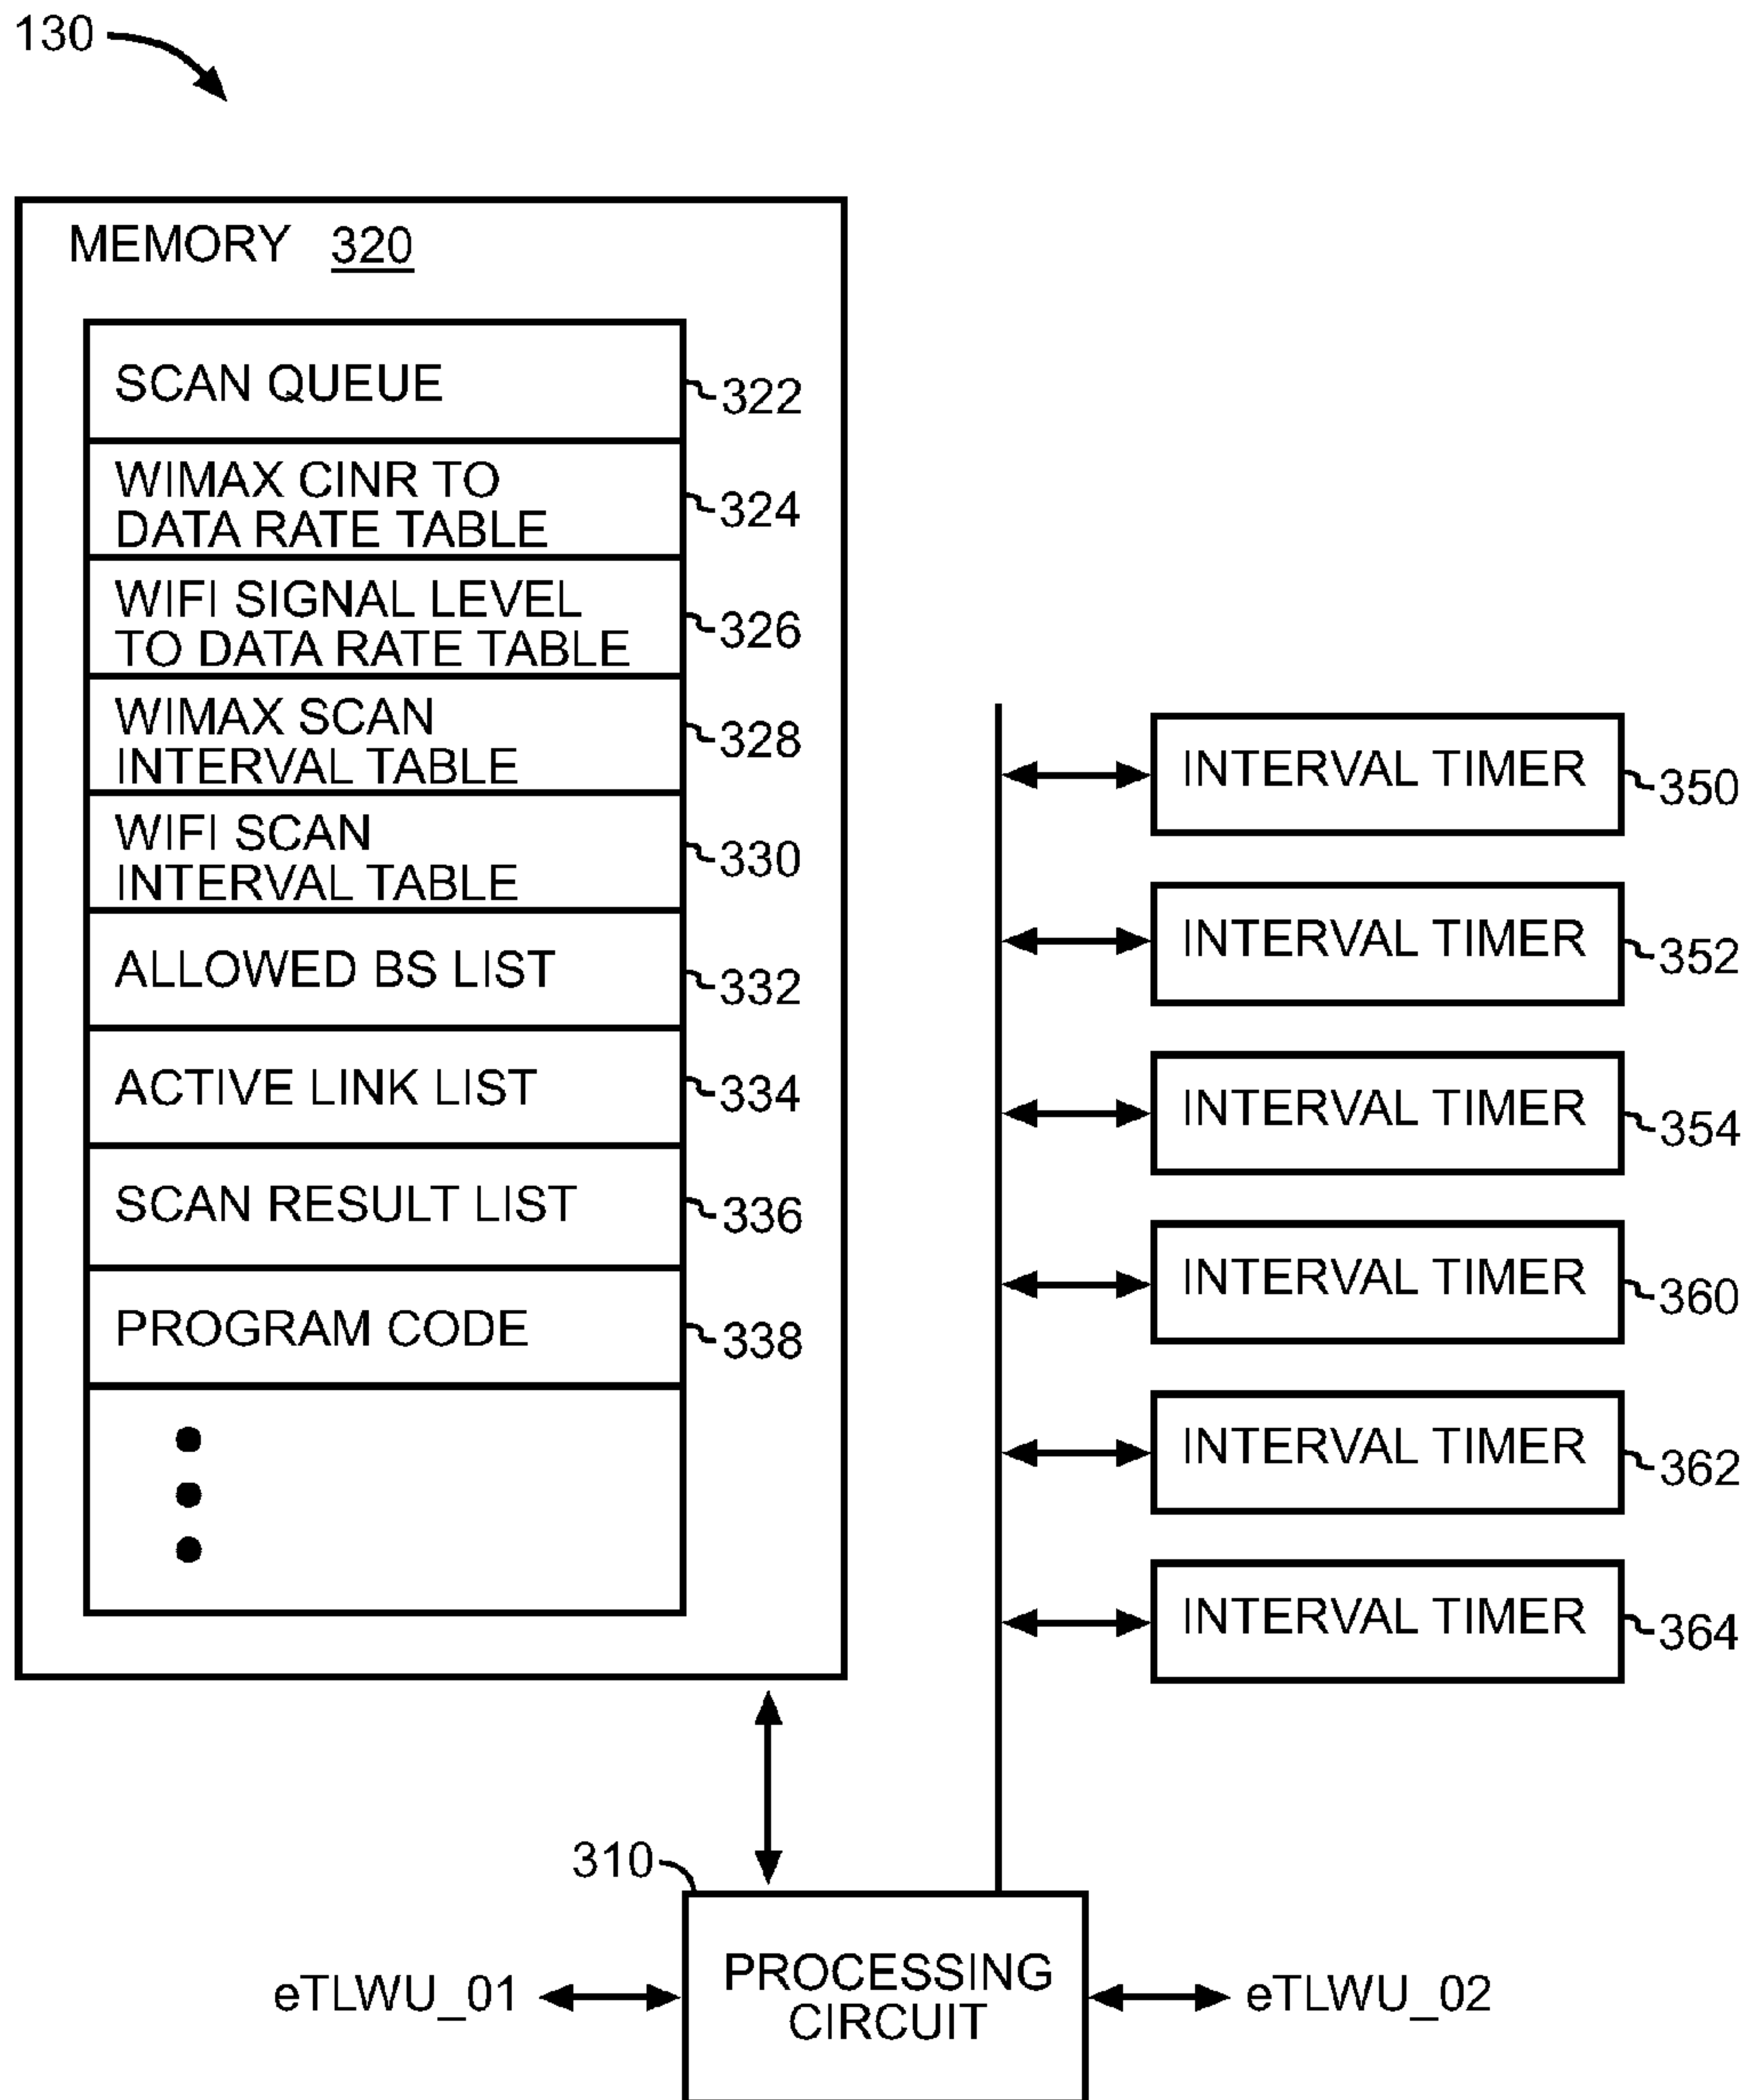 130
MEMORY 320
SCAN QUEUE
322
WIMAX CINR TO
DATA RATE TABLE
324
WIFI SIGNAL LEVEL
TO DATA RATE TABLE
326
WIMAX SCAN
INTERVAL TABLE
328
WIFI SCAN
INTERVAL TABLE
330
ALLOWED BS LIST
332
ACTIVE LINK LIST
334
SCAN RESULT LIST
336
PROGRAM CODE
338
INTERVAL TIMER
350
INTERVAL TIMER
352
INTERVAL TIMER
354
INTERVAL TIMER
360
INTERVAL TIMER
362
INTERVAL TIMER
364
310
eTLWU_01
PROCESSING
CIRCUIT
eTLWU_02